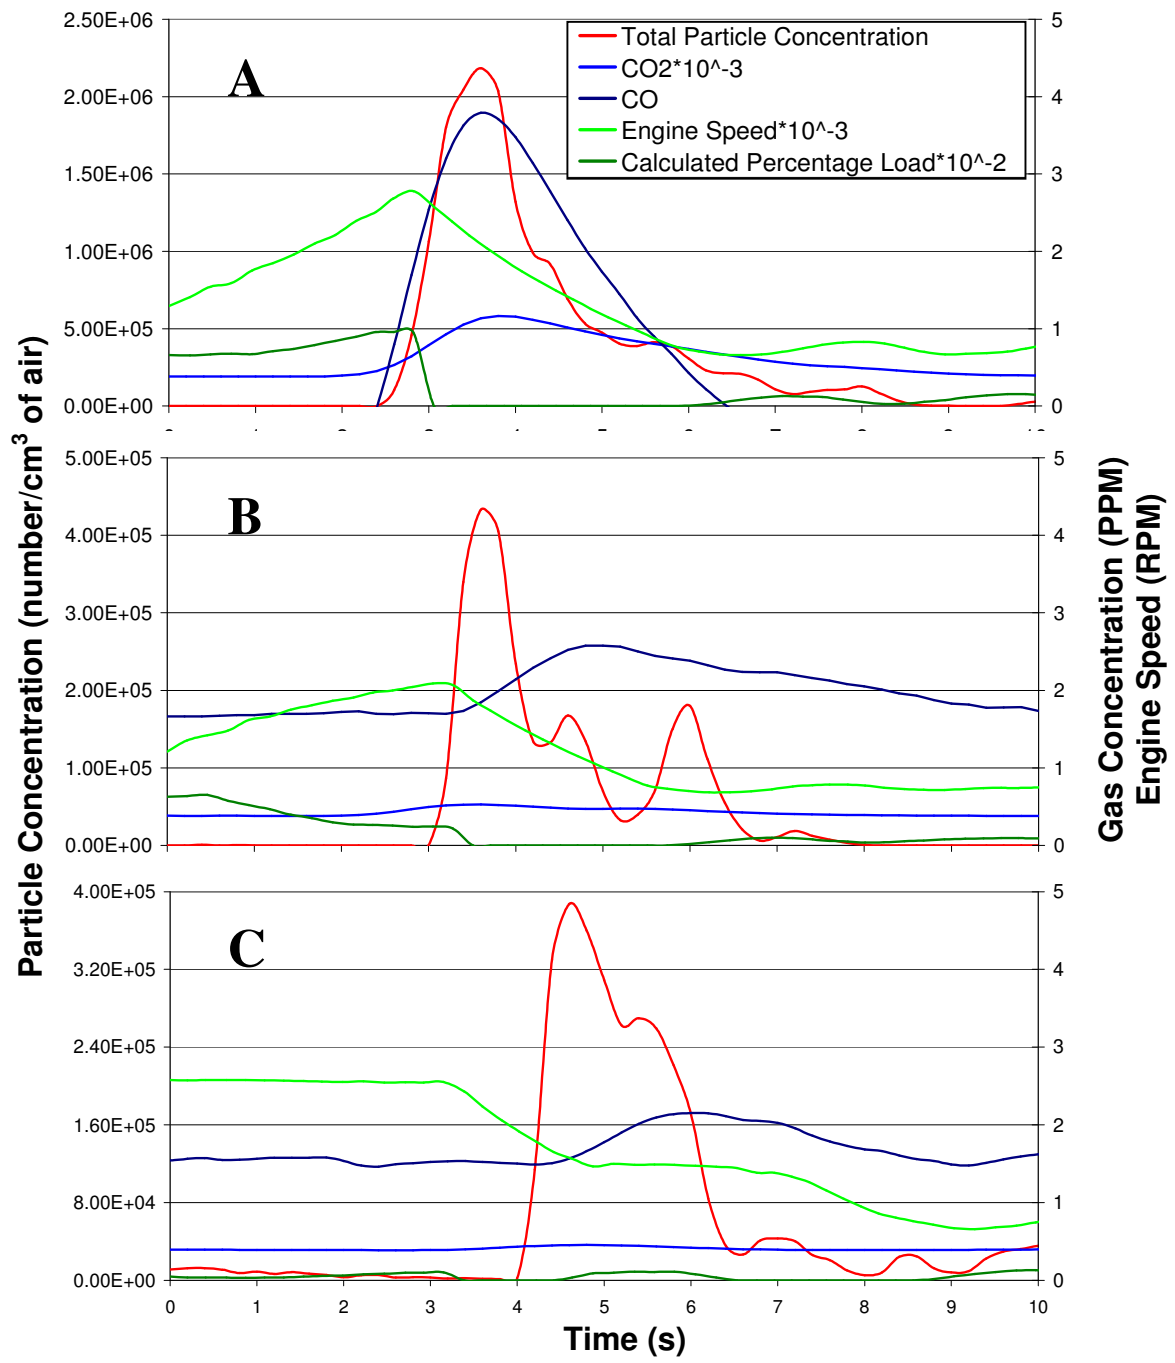 2.50E+06
2.00E+06
1.50E+06
1.00E+06
5.00E+05
0.00E+00
A
Total Particle Concentration
CO2*10^-3
CO
Engine Speed*10^-3
Calculated Percentage Load*10^-2
5
4
3
2
1
0
5.00E+05
4.00E+05
3.00E+05
2.00E+05
1.00E+05
0.00E+00
B
5
4
3
2
1
0
4.00E+05
3.20E+05
2.40E+05
1.60E+05
8.00E+04
0.00E+00
C
5
4
3
2
1
0
0 1 2 3 4 5 6 7 8 9 10
Time (s)
Particle Concentration (number/cm³ of air)
Gas Concentration (PPM)
Engine Speed (RPM)